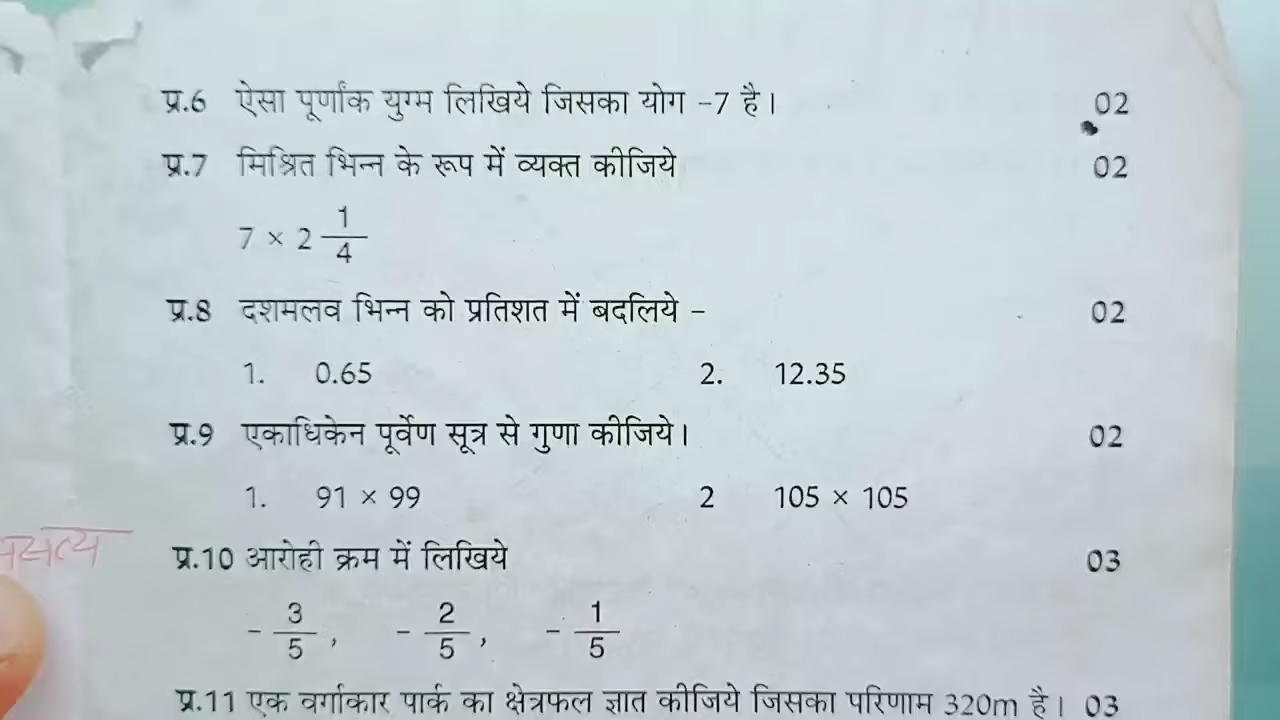 प्र.6 ऐसा पूर्णांक युग्म लिखिये जिसका योग -7 है। 02
प्र.7 मिश्रित भिन्न के रूप में व्यक्त कीजिये 02
7 × 2 1/4
प्र.8 दशमलव भिन्न को प्रतिशत में बदलिये - 02
1. 0.65 2. 12.35
प्र.9 एकाधिकेन पूर्वेण सूत्र से गुणा कीजिये। 02
1. 91 × 99 2 105 × 105
प्र.10 आरोही क्रम में लिखिये 03
- 3/5 , - 2/5 , - 1/5
प्र.11 एक वर्गाकार पार्क का क्षेत्रफल ज्ञात कीजिये जिसका परिणाम 320m है। 03